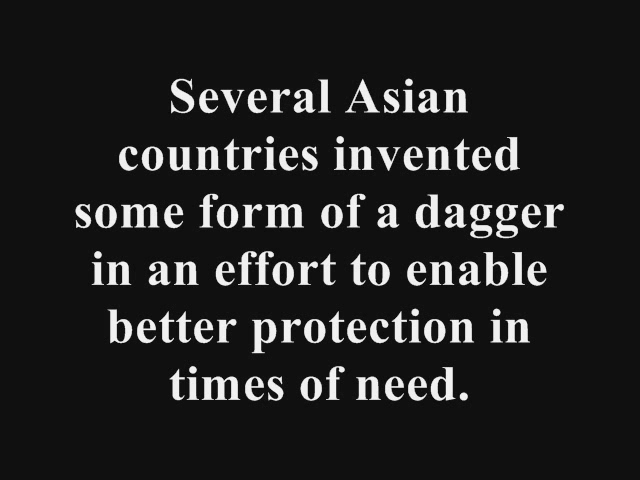 Several Asian
countries invented
some form of a dagger
in an effort to enable
better protection in
times of need.